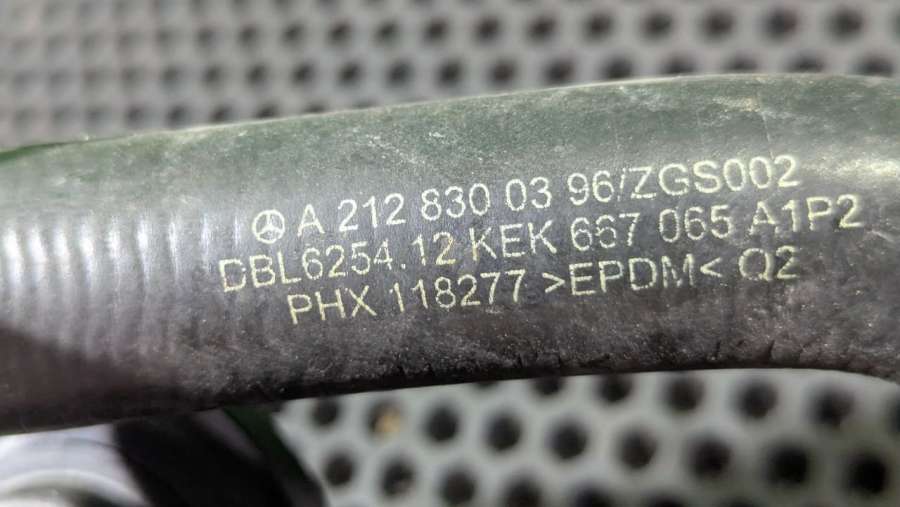 A 212 830 03 96/ZGS002
DBL6254.12 KEK 667 065 A1P2
PHX 118277 >EPDM< Q2